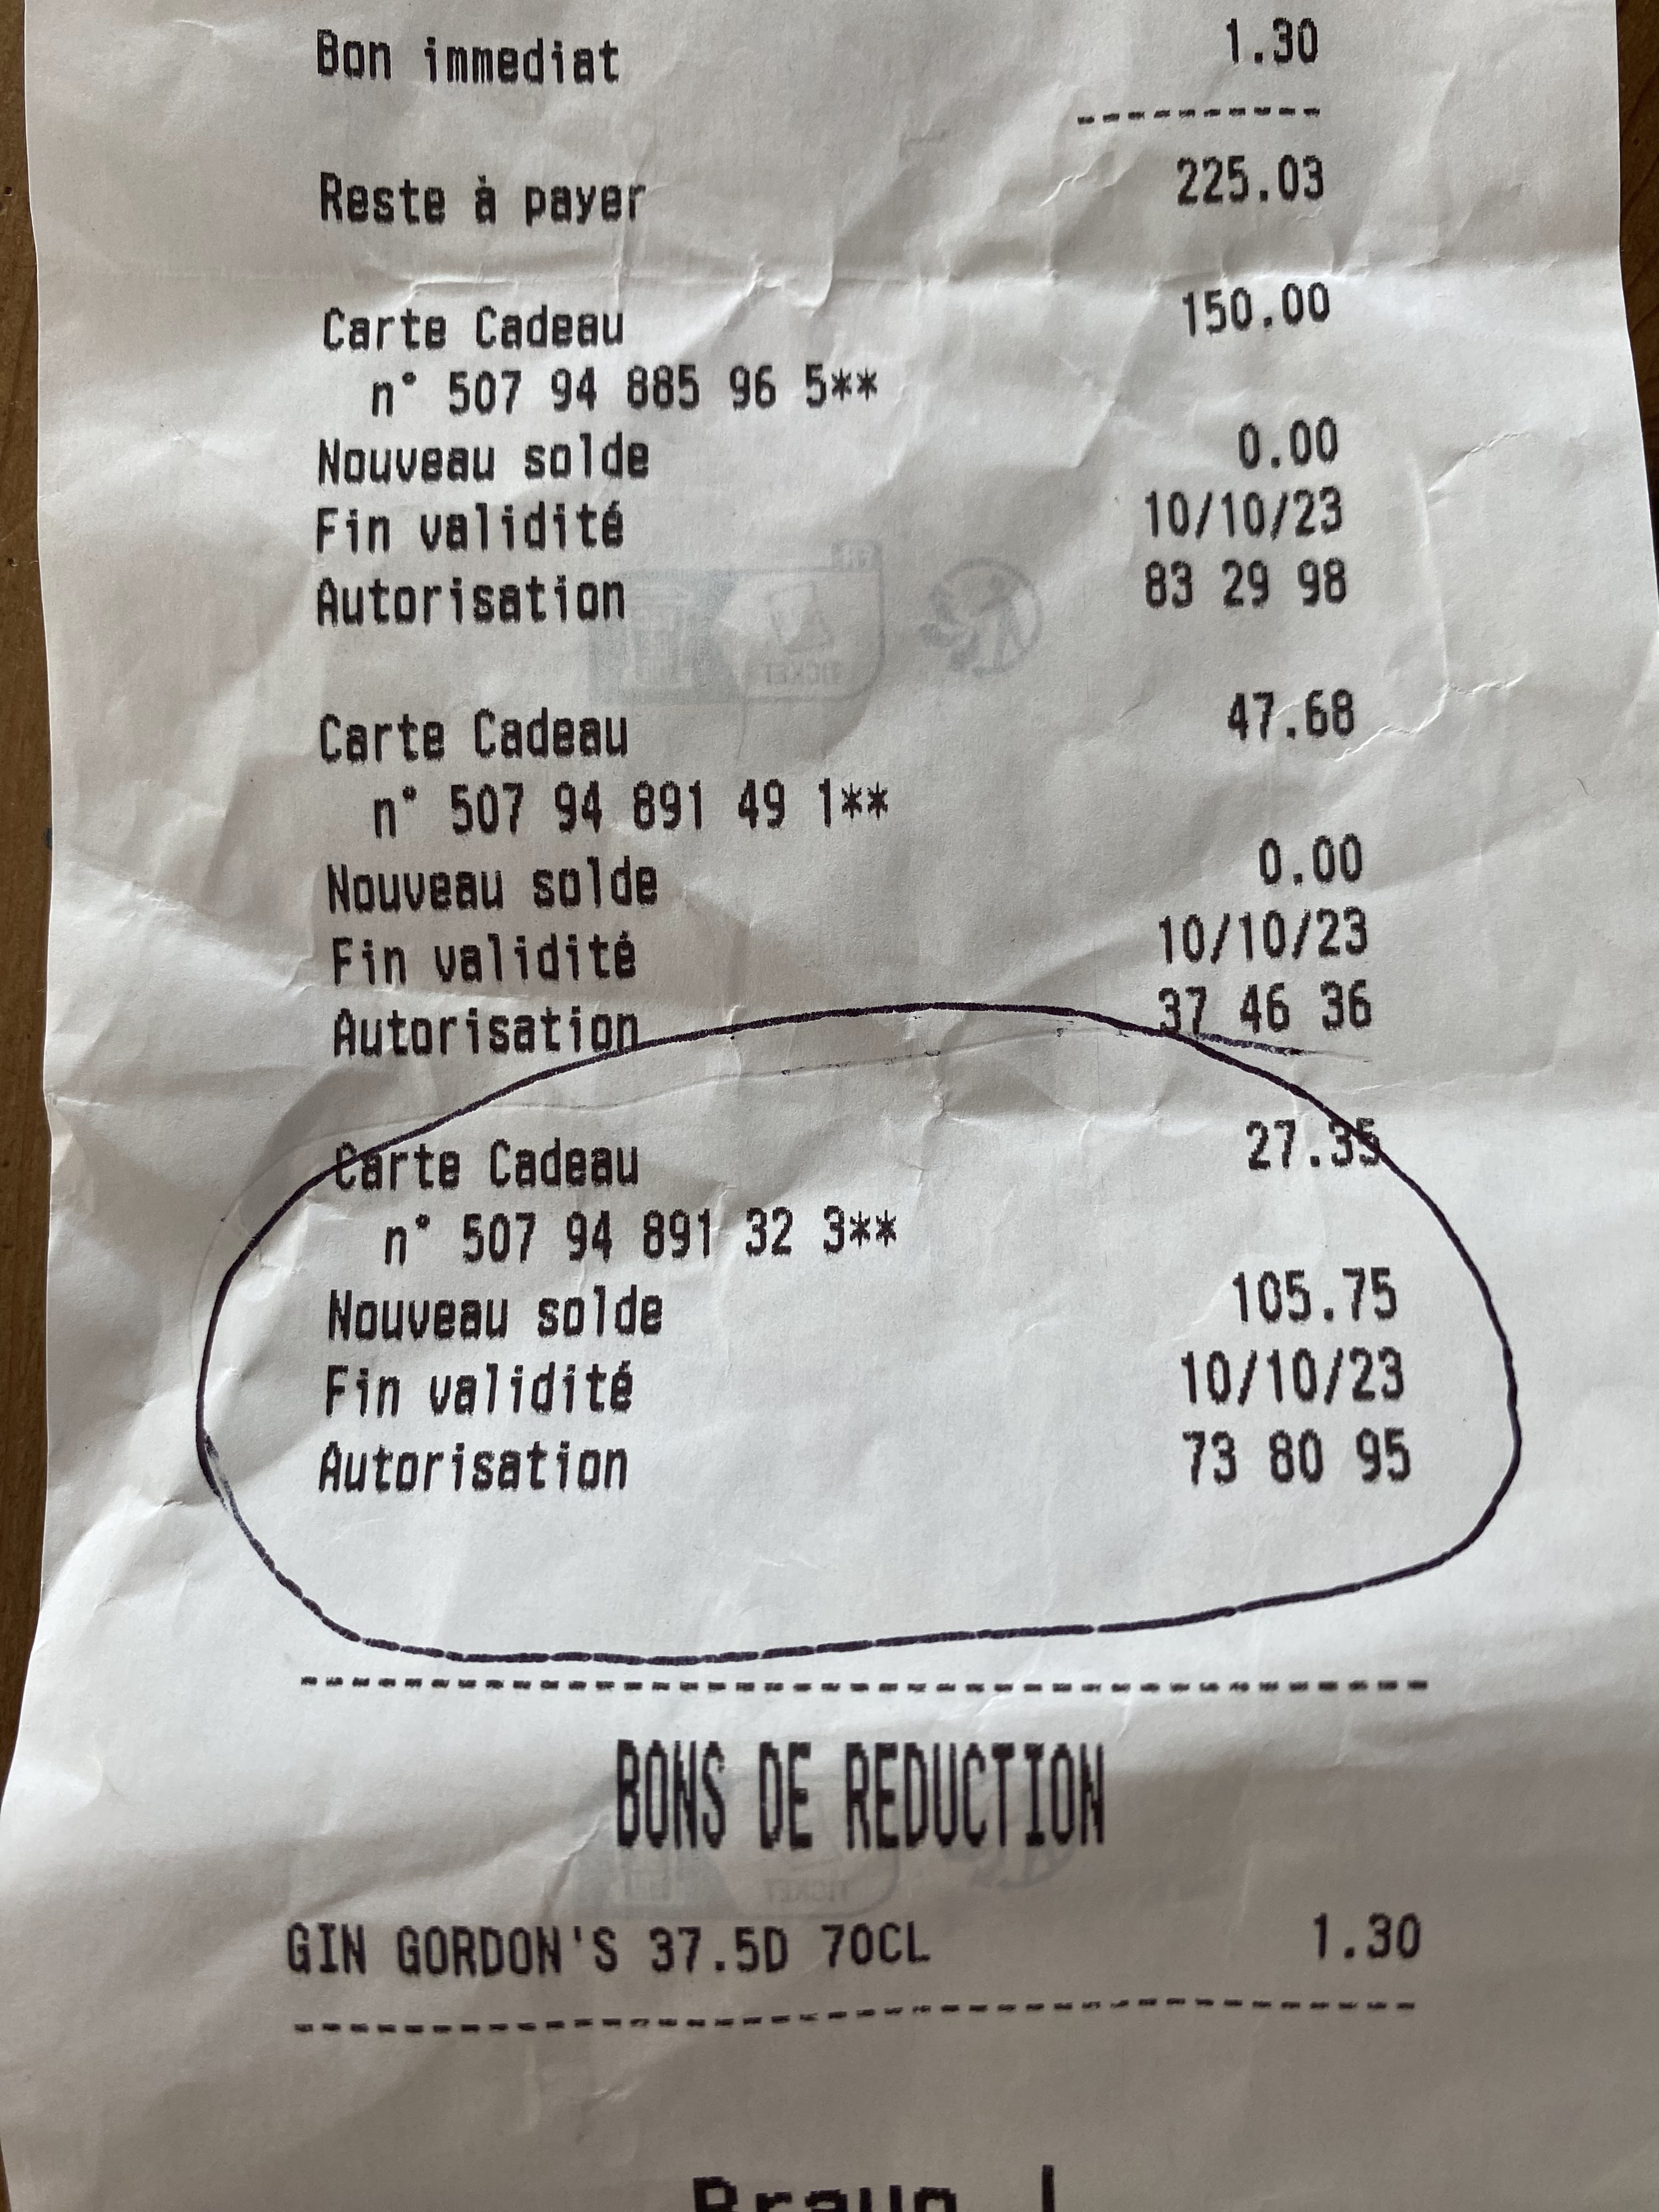 Bon immediat 1.30
----------
Reste à payer 225.03
Carte Cadeau 150.00
n° 507 94 885 96 5**
Nouveau solde 0.00
Fin validité 10/10/23
Autorisation 83 29 98
Carte Cadeau 47.68
n° 507 94 891 49 1**
Nouveau solde 0.00
Fin validité 10/10/23
Autorisation 37 46 36
Carte Cadeau 27.35
n° 507 94 891 32 3**
Nouveau solde 105.75
Fin validité 10/10/23
Autorisation 73 80 95
----------------------------------------
BONS DE REDUCTION
GIN GORDON'S 37.5D 70CL 1.30
----------------------------------------
Bravo !